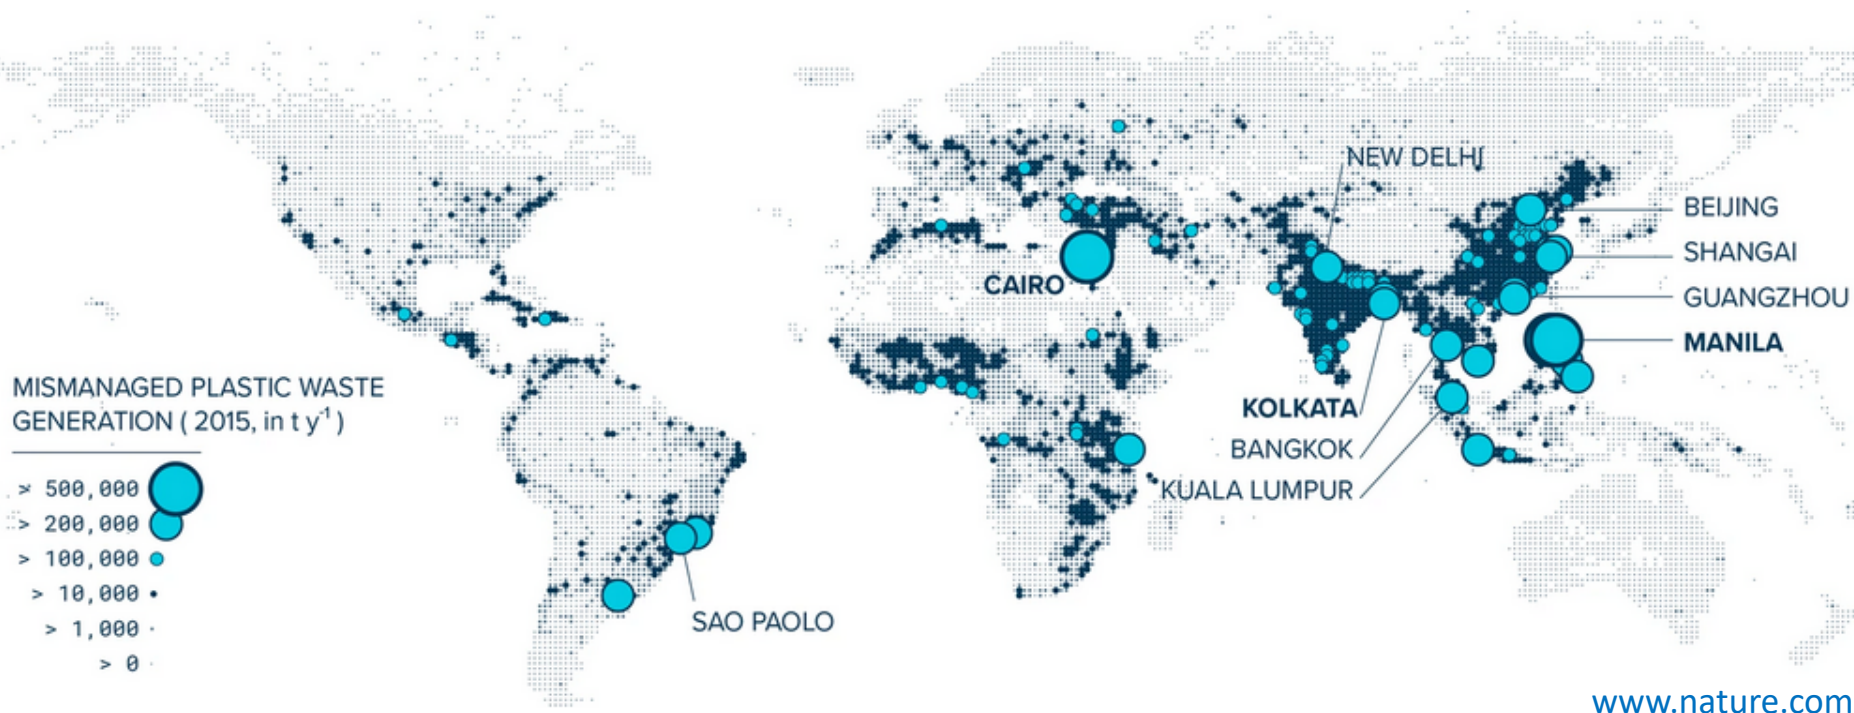 NEW DELHI
BEIJING
SHANGAI
GUANGZHOU
MANILA
CAIRO
KOLKATA
BANGKOK
KUALA LUMPUR
SAO PAOLO
MISMANAGED PLASTIC WASTE
GENERATION ( 2015, in t y⁻¹ )
> 500,000
> 200,000
> 100,000
> 10,000
> 1,000
> 0
www.nature.com